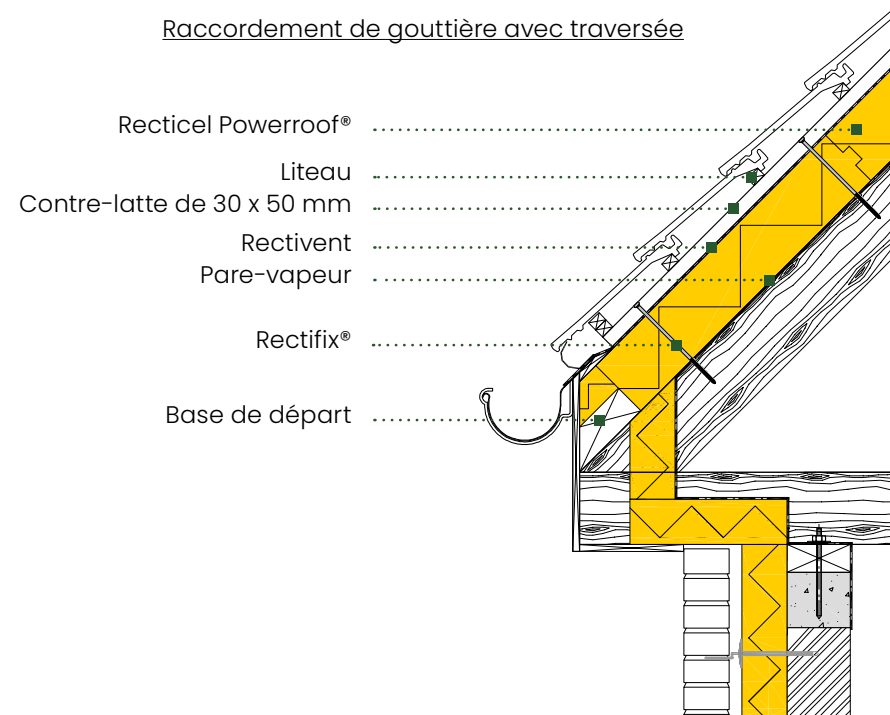 Raccordement de gouttière avec traversée
Recticel Powerroof®
Liteau
Contre-latte de 30 x 50 mm
Rectivent
Pare-vapeur
Rectifix®
Base de départ